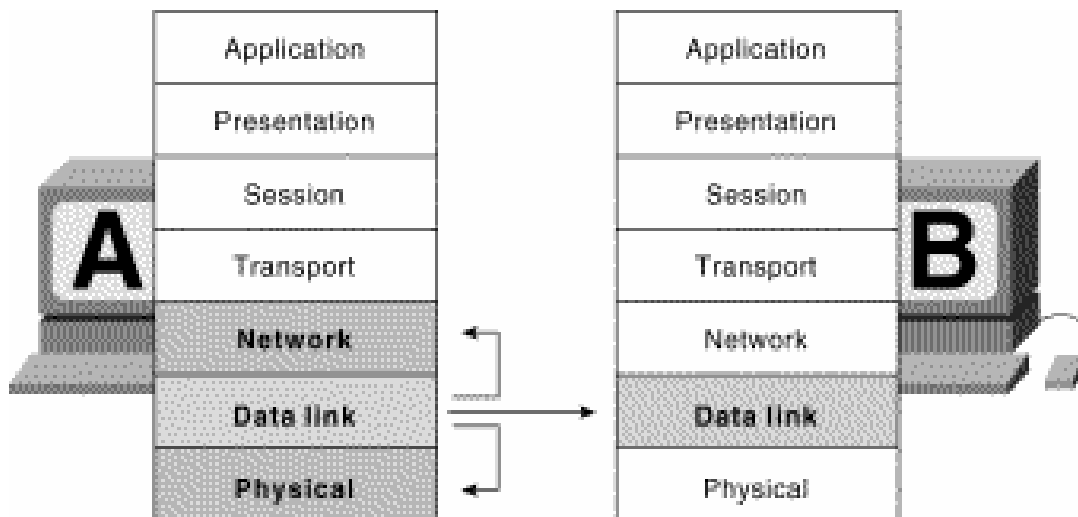 Application
Application
Presentation
Presentation
Session
Session
A
B
Transport
Transport
Network
Network
Data link
Data link
Physical
Physical